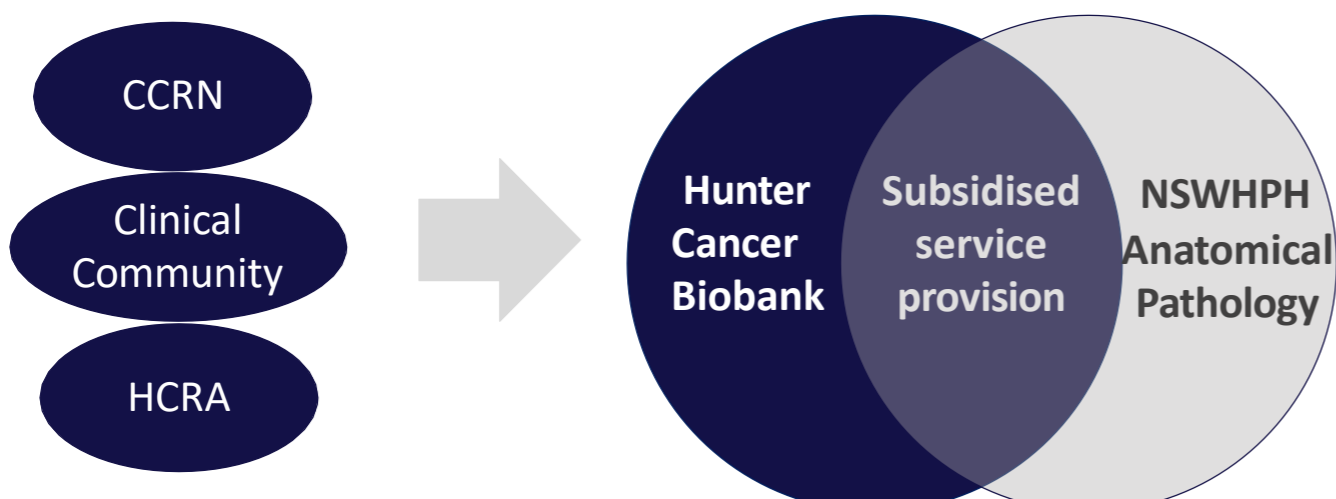 CCRN
Clinical
Community
HCRA
Hunter
Cancer
Biobank
Subsidised
service
provision
NSWHPH
Anatomical
Pathology